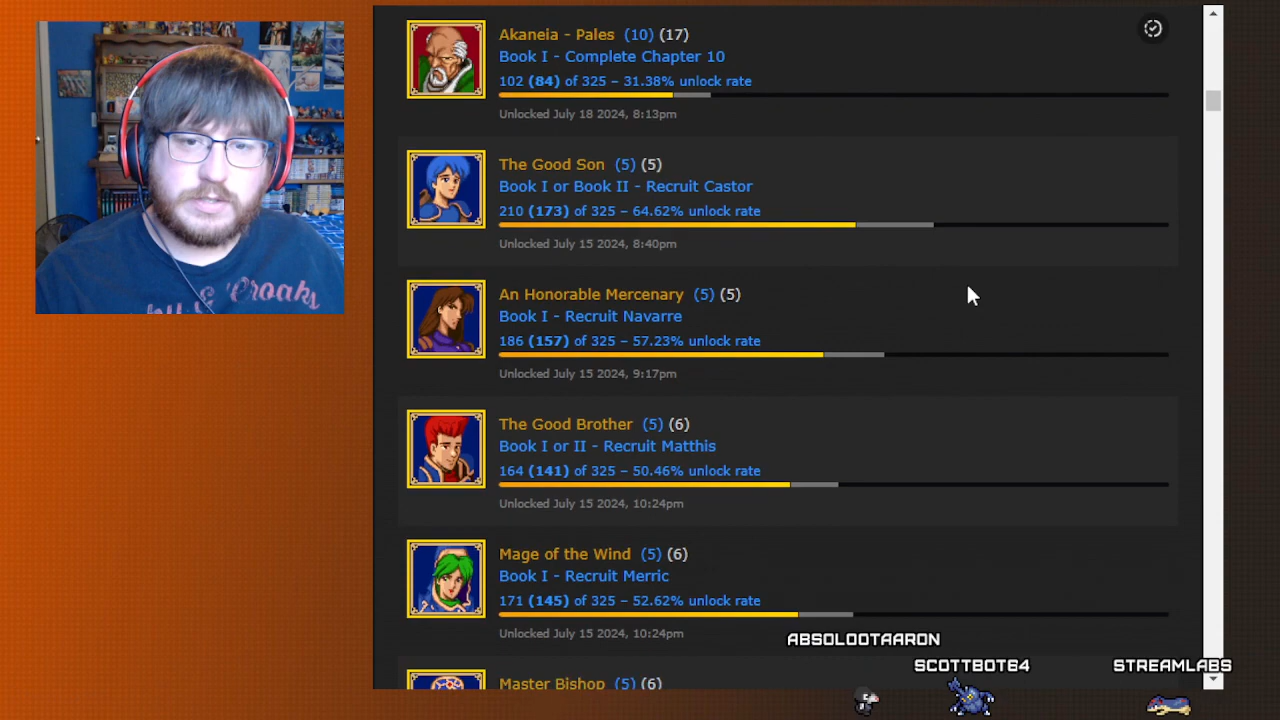 Akaneia - Pales (10) (17)
Book I - Complete Chapter 10
102 (84) of 325 – 31.38% unlock rate
Unlocked July 18 2024, 8:13pm
The Good Son (5) (5)
Book I or Book II - Recruit Castor
210 (173) of 325 – 64.62% unlock rate
Unlocked July 15 2024, 8:40pm
An Honorable Mercenary (5) (5)
Book I - Recruit Navarre
186 (157) of 325 – 57.23% unlock rate
Unlocked July 15 2024, 9:17pm
The Good Brother (5) (6)
Book I or II - Recruit Matthis
164 (141) of 325 – 50.46% unlock rate
Unlocked July 15 2024, 10:24pm
Mage of the Wind (5) (6)
Book I - Recruit Merric
171 (145) of 325 – 52.62% unlock rate
Unlocked July 15 2024, 10:24pm
Master Bishop (5) (6)
ABSOLOOTAARON
SCOTTBOT64
STREAMLABS